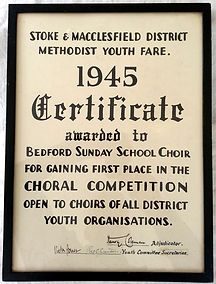 STOKE & MACCLESFIELD DISTRICT
METHODIST YOUTH FARE.
1945
Certificate
awarded to
BEDFORD SUNDAY SCHOOL CHOIR
FOR GAINING FIRST PLACE IN THE
CHORAL COMPETITION
OPEN TO CHOIRS OF ALL DISTRICT
YOUTH ORGANISATIONS.
Adjudicator.
Youth Committee Secretaries.